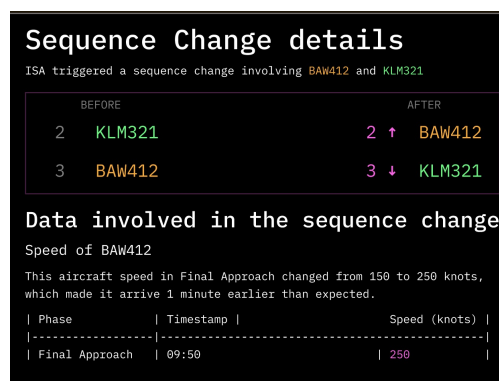 Sequence Change details
ISA triggered a sequence change involving BAW412 and KLM321
BEFORE AFTER
2 KLM321 2 ↑ BAW412
3 BAW412 3 ↓ KLM321
Data involved in the sequence change
Speed of BAW412
This aircraft speed in Final Approach changed from 150 to 250 knots,
which made it arrive 1 minute earlier than expected.
| Phase | Timestamp | Speed (knots) |
|------------------|-------------------------------------------------|
| Final Approach | 09:50 | 250 |